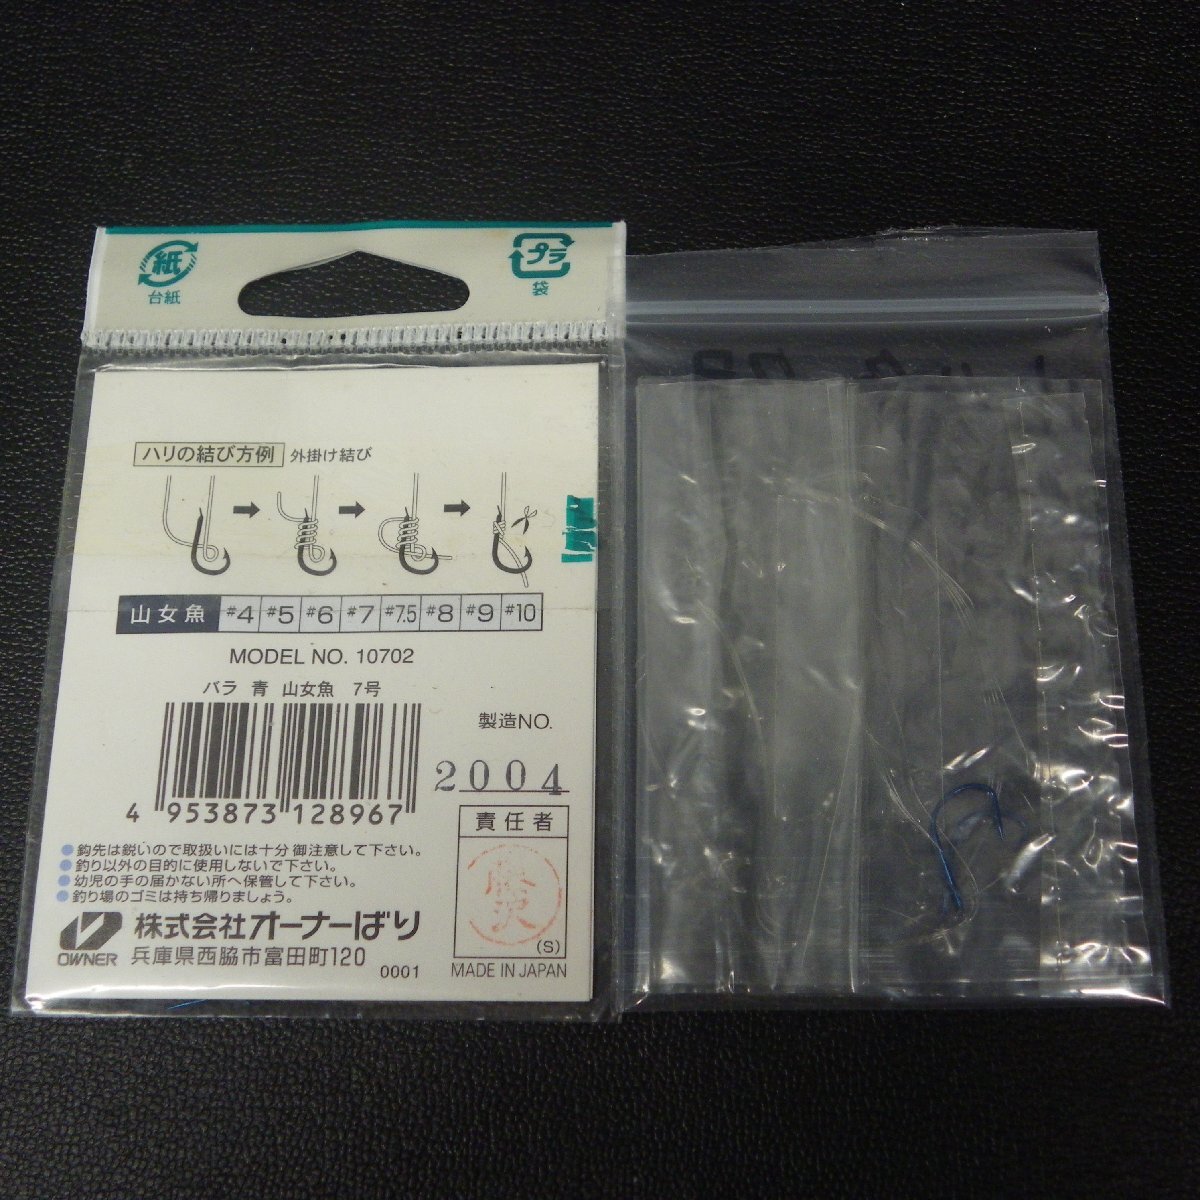 紙
台紙
プラ
袋
ハリの結び方例 外掛け結び
山女魚 #4 #5 #6 #7 #7.5 #8 #9 #10
MODEL NO. 10702
バラ 青 山女魚 7号
製造NO.
2004
4 953873 128967
責任者
(S)
●鈎先は鋭いので取扱いには十分御注意して下さい。
●釣り以外の目的に使用しないで下さい。
●幼児の手の届かない所へ保管して下さい。
●釣り場のゴミは持ち帰りましょう。
OWNER
株式会社オーナーばり
兵庫県西脇市富田町120
0001
MADE IN JAPAN